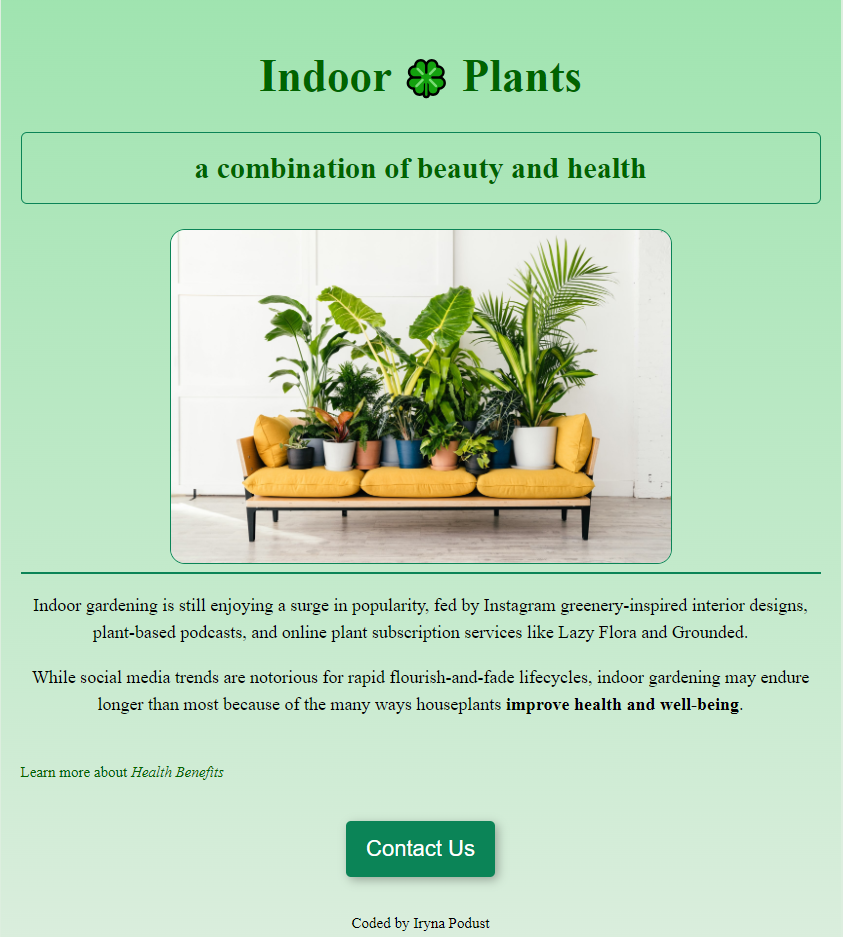 Indoor 🍀 Plants
a combination of beauty and health
Indoor gardening is still enjoying a surge in popularity, fed by Instagram greenery-inspired interior designs,
plant-based podcasts, and online plant subscription services like Lazy Flora and Grounded.
While social media trends are notorious for rapid flourish-and-fade lifecycles, indoor gardening may endure
longer than most because of the many ways houseplants improve health and well-being.
Learn more about Health Benefits
Contact Us
Coded by Iryna Podust